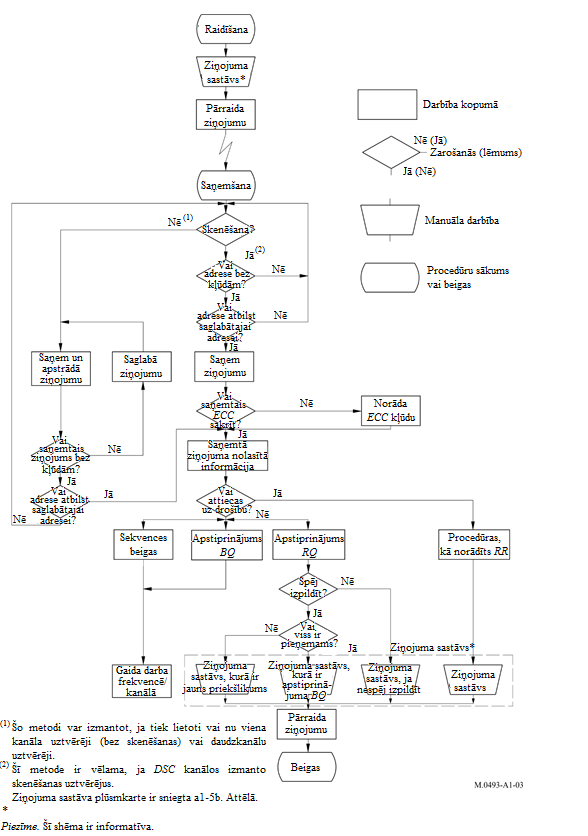 Raidīšana
Ziņojuma
sastāvs*
Pārraida
ziņojumu
Saņemšana
Darbība kopumā
Nē (Jā)
Zarošanās (lēmums)
Jā (Nē)
Manuāla darbība
Procedūru sākums
vai beigas
Nē (1)
Skenēšana?
Jā (2)
Vai
adrese bez
kļūdām?
Nē
Jā
Vai
adrese atbilst
saglabātajai
adresei?
Nē
Jā
Saņem un
apstrādā
ziņojumu
Saglabā
ziņojumu
Saņem
ziņojumu
Vai
saņemtais
ECC
sakrīt?
Nē
Norāda
ECC kļūdu
Jā
Vai
saņemtais
ziņojums bez
kļūdām?
Nē
Jā
Saņemtā
ziņojuma nolasītā
informācija
Vai
adrese atbilst
saglabātajai
adresei?
Jā
Nē
Vai
attiecas
uz drošību?
Jā
Nē
Sekvences
beigas
Apstiprinājums
BQ
Apstiprinājums
RQ
Procedūras,
kā norādīts RR
Spēj
izpildīt?
Nē
Jā
Vai
viss ir
pieņemams?
Nē
Jā
Ziņojuma sastāvs*
Gaida darba
frekvencē/
kanālā
Ziņojuma
sastāvs, kurā ir
jauns priekšlikums
Ziņojuma sastāvs,
kurā ir
apstiprinā-
juma BQ
Ziņojuma
sastāvs, ja
nespēj izpildīt
Ziņojuma
sastāvs
Pārraida
ziņojumu
Beigas
(1) Šo metodi var izmantot, ja tiek lietoti vai nu viena
kanāla uztvērēji (bez skenēšanas) vai daudzkanālu
uztvērēji.
(2) Šī metode ir vēlama, ja DSC kanālos izmanto
skenēšanas uztvērējus.
Ziņojuma sastāva plūsmkarte ir sniegta a1-5b. Attēlā.
*
Piezīme. Šī shēma ir informatīva.
M.0493-A1-03